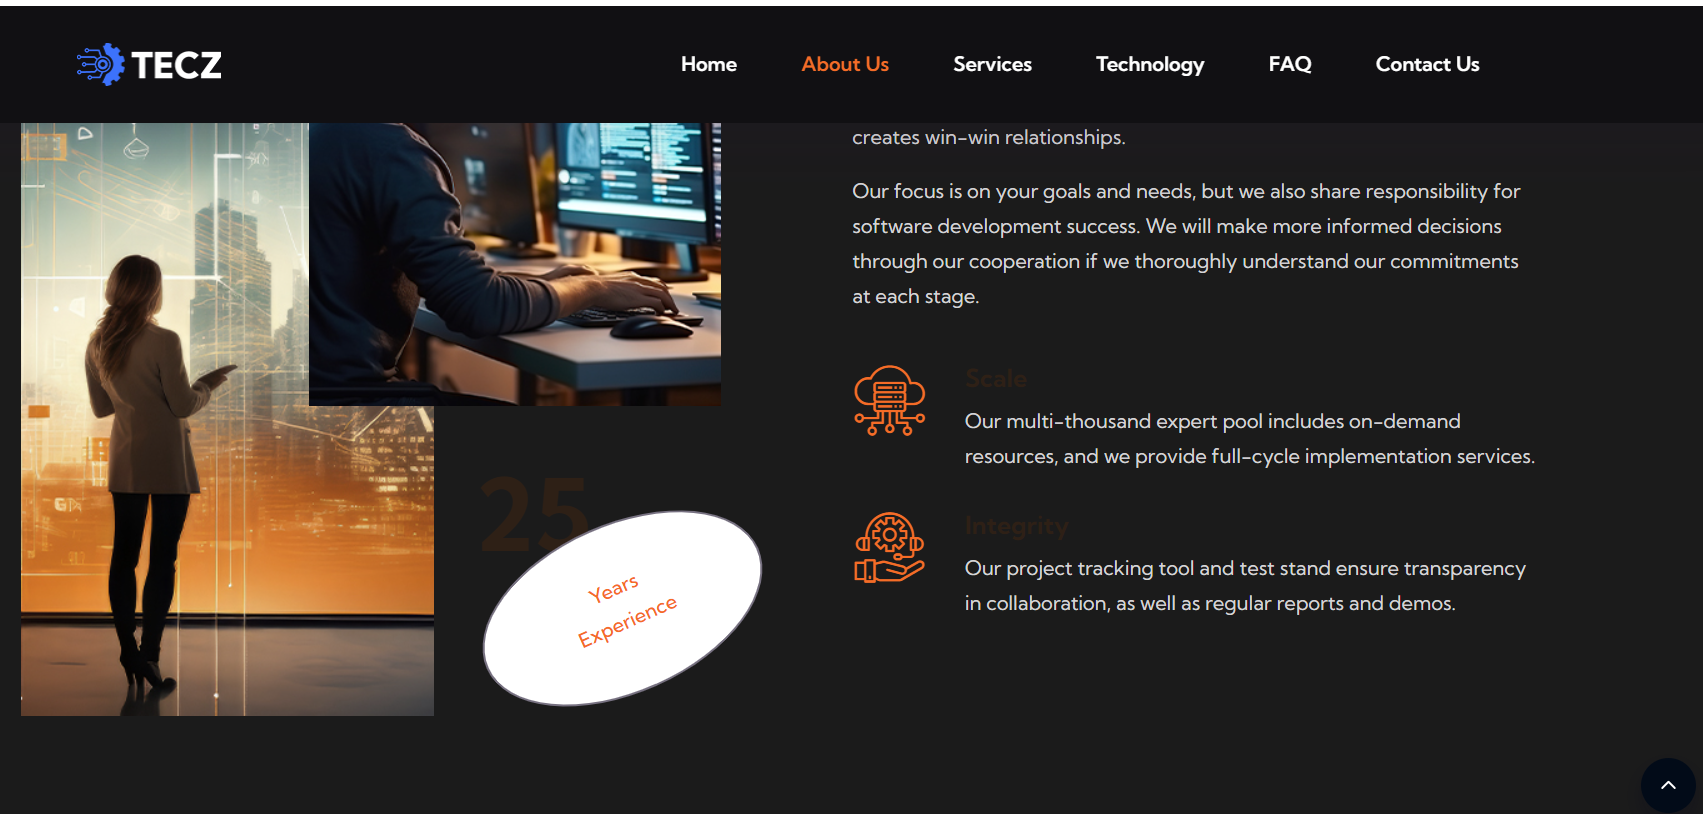 TECZ
Home
About Us
Services
Technology
FAQ
Contact Us
creates win-win relationships.
Our focus is on your goals and needs, but we also share responsibility for
software development success. We will make more informed decisions
through our cooperation if we thoroughly understand our commitments
at each stage.
Scale
Our multi-thousand expert pool includes on-demand
resources, and we provide full-cycle implementation services.
25
Years
Experience
Integrity
Our project tracking tool and test stand ensure transparency
in collaboration, as well as regular reports and demos.